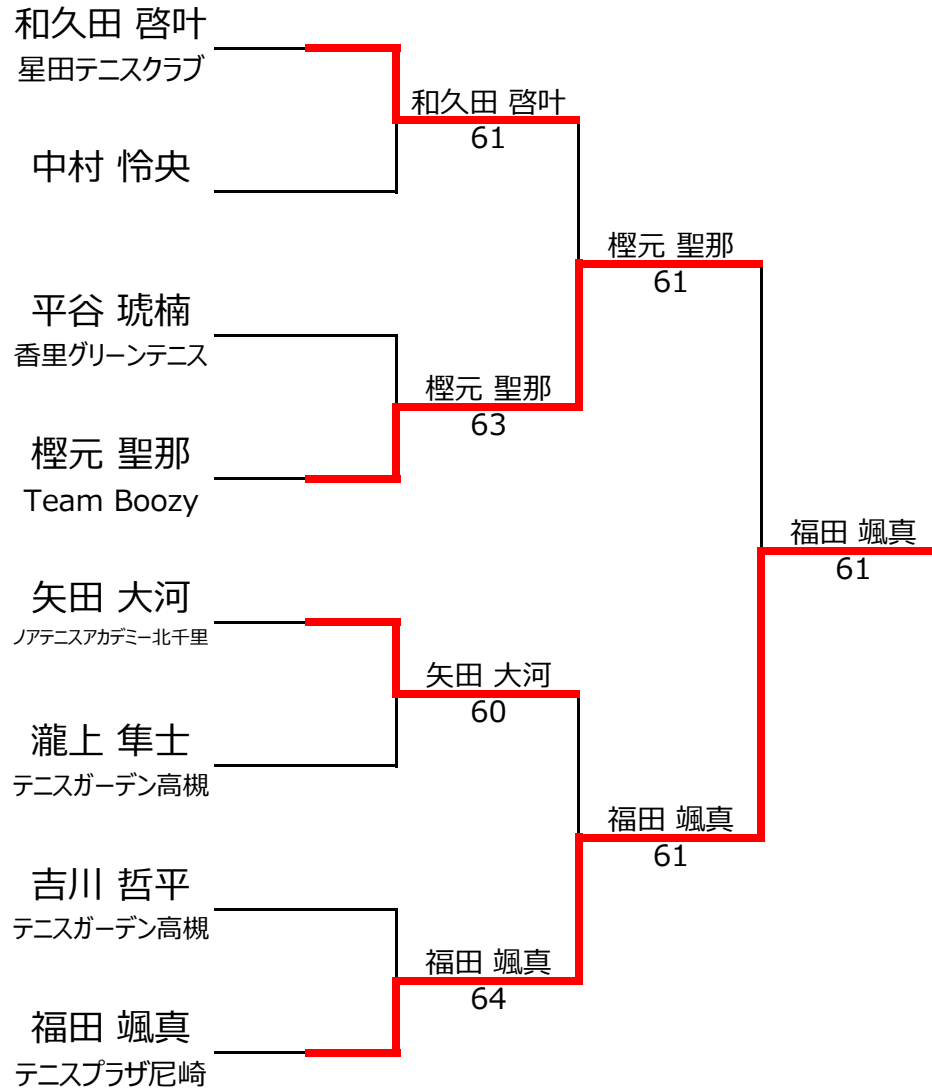 和久田 啓叶
星田テニスクラブ
中村 怜央
平谷 琥楠
香里グリーンテニス
樫元 聖那
Team Boozy
矢田 大河
ノアテニスアカデミー北千里
瀧上 隼士
テニスガーデン高槻
吉川 哲平
テニスガーデン高槻
福田 颯真
テニスプラザ尼崎
和久田 啓叶
61
樫元 聖那
63
矢田 大河
60
福田 颯真
64
樫元 聖那
61
福田 颯真
61
福田 颯真
61